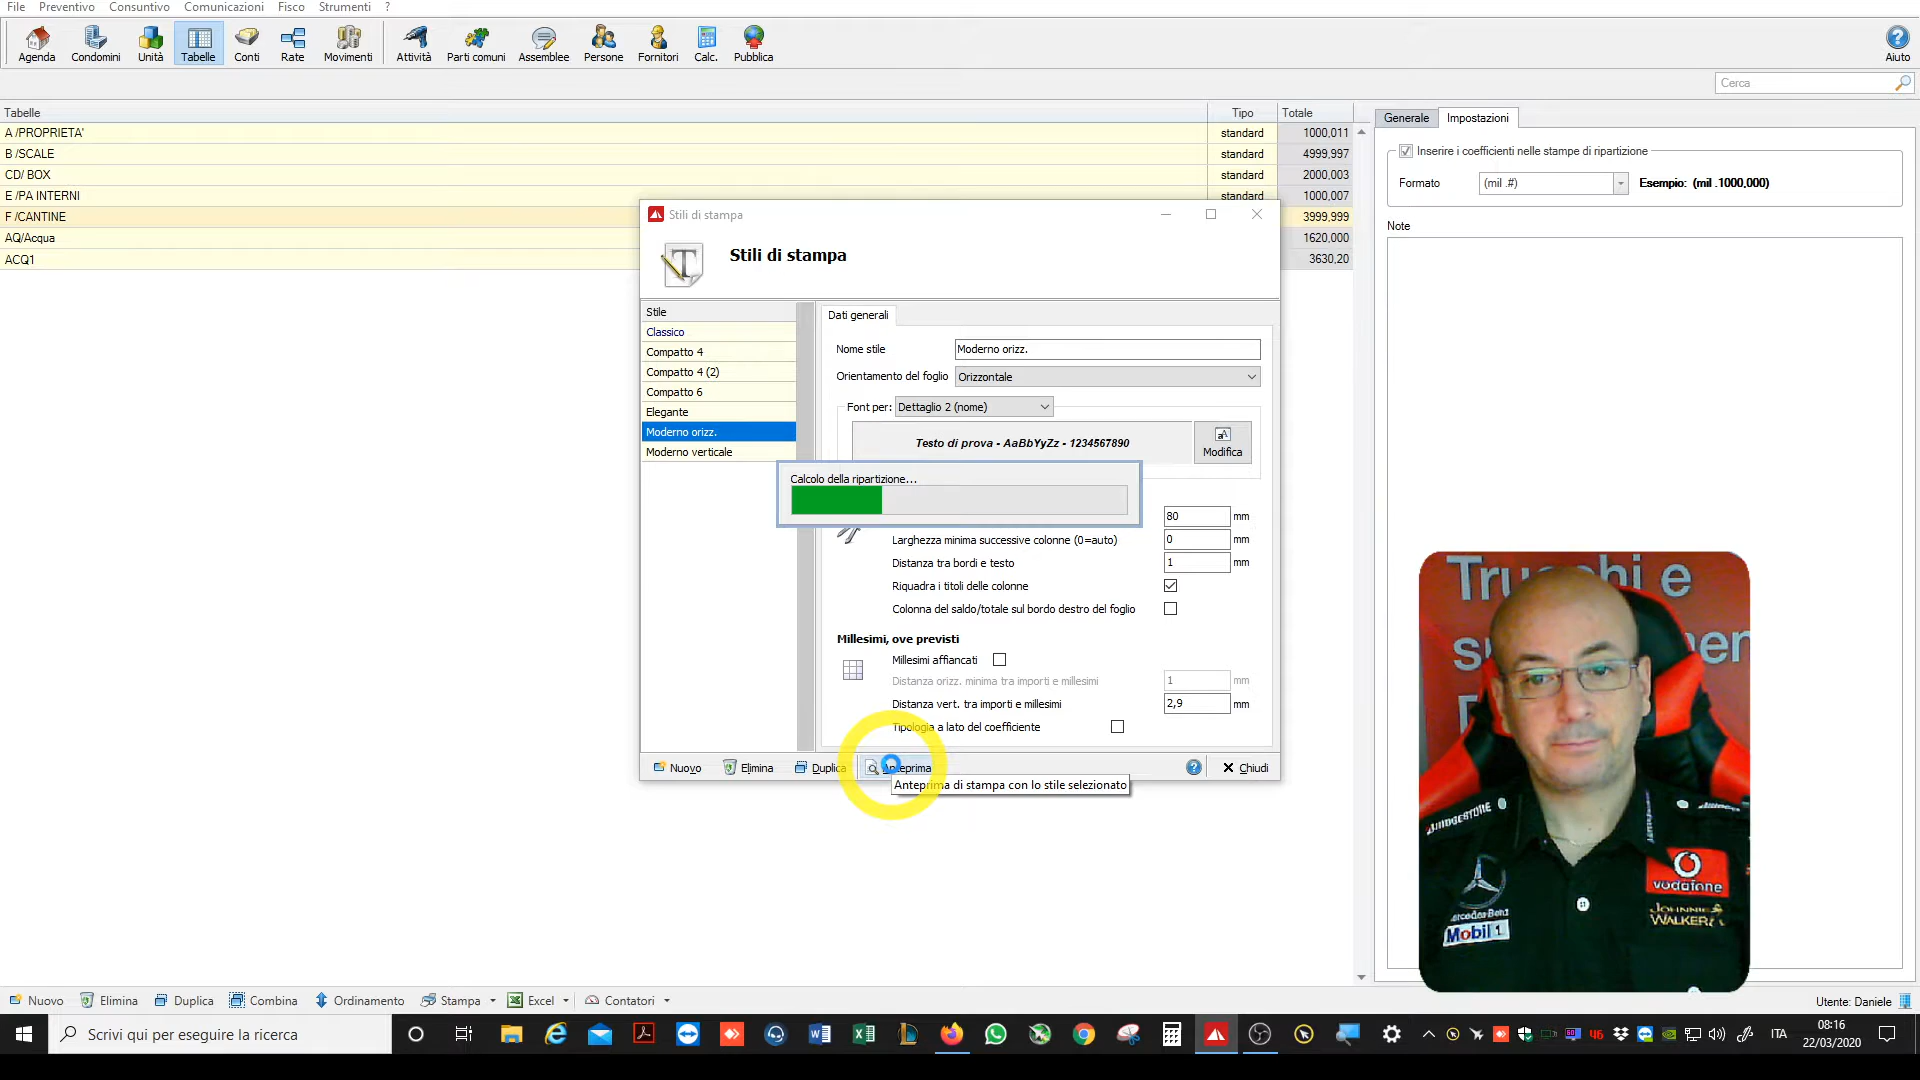 File Preventivo Consuntivo Comunicazioni Fisco Strumenti ?
Agenda Condomini Unità Tabelle Conti Rate Movimenti Attività Parti comuni Assemblee Persone Fornitori Calc. Pubblica Aiuto
Cerca
Tabelle Tipo Totale
A /PROPRIETA' standard 1000,011
B /SCALE standard 4999,997
CD/ BOX standard 2000,003
E /PA INTERNI standard 1000,007
F /CANTINE 3999,999
AQ/Acqua 1620,000
ACQ1 3630,20
Generale Impostazioni
Inserire i coefficienti nelle stampe di ripartizione
Formato (mil .#) Esempio: (mil .1000,000)
Note
Stili di stampa
Stili di stampa
Stile
Classico
Compatto 4
Compatto 4 (2)
Compatto 6
Elegante
Moderno orizz.
Moderno verticale
Dati generali
Nome stile Moderno orizz.
Orientamento del foglio Orizzontale
Font per: Dettaglio 2 (nome)
Testo di prova - AaBbYyZz - 1234567890
Modifica
Calcolo della ripartizione...
80 mm
Larghezza minima successive colonne (0=auto) 0 mm
Distanza tra bordi e testo 1 mm
Riquadra i titoli delle colonne
Colonna del saldo/totale sul bordo destro del foglio
Millesimi, ove previsti
Millesimi affiancati
Distanza orizz. minima tra importi e millesimi 1 mm
Distanza vert. tra importi e millesimi 2,9 mm
Tipologia a lato del coefficiente
Nuovo Elimina Duplica Anteprima Chiudi
Anteprima di stampa con lo stile selezionato
BRIDGESTONE
Mercedes-Benz
Mobil 1
vodafone
JOHNNIE
WALKER
Nuovo Elimina Duplica Combina Ordinamento Stampa Excel Contatori Utente: Daniele
Scrivi qui per eseguire la ricerca
ITA
08:16
22/03/2020